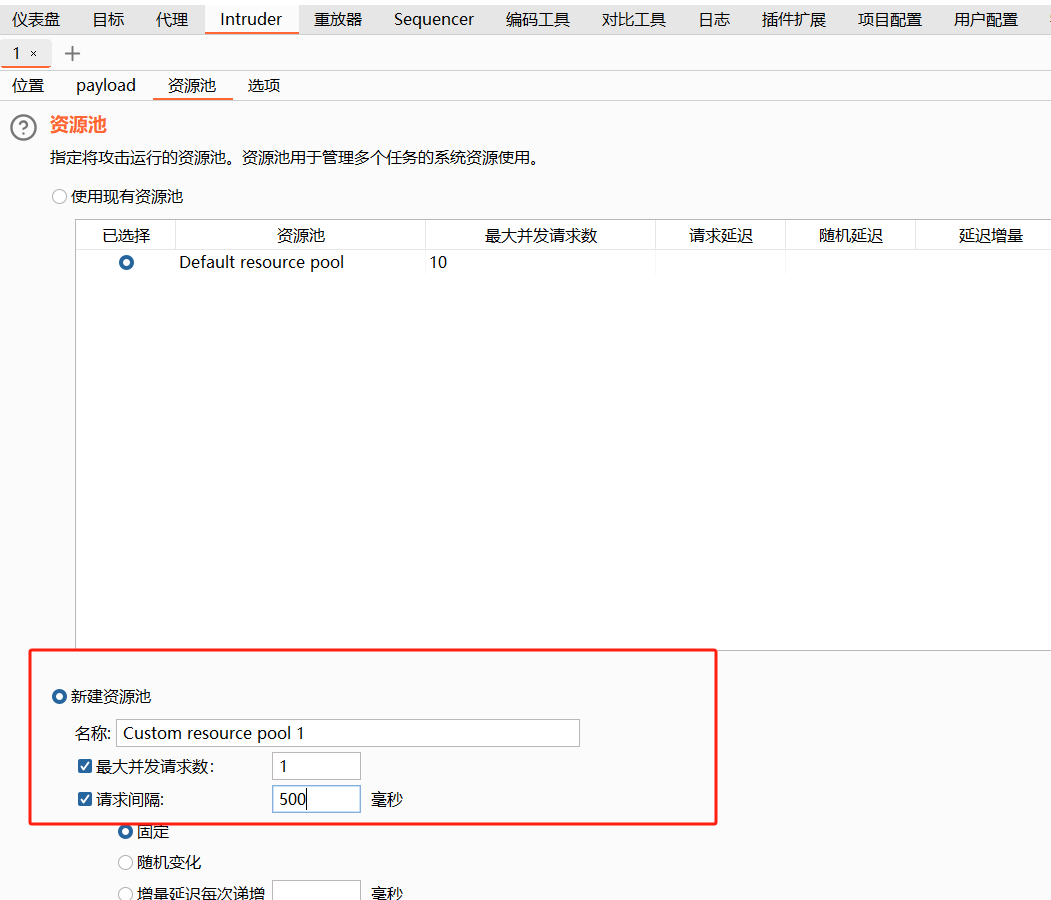 仪表盘 目标 代理 Intruder 重放器 Sequencer 编码工具 对比工具 日志 插件扩展 项目配置 用户配置
1 × +
位置 payload 资源池 选项
? 资源池
指定将攻击运行的资源池。资源池用于管理多个任务的系统资源使用。
使用现有资源池
已选择 资源池 最大并发请求数 请求延迟 随机延迟 延迟增量
Default resource pool 10
新建资源池
名称: Custom resource pool 1
最大并发请求数: 1
请求间隔: 500 毫秒
固定
随机变化
增量延迟每次递增 毫秒